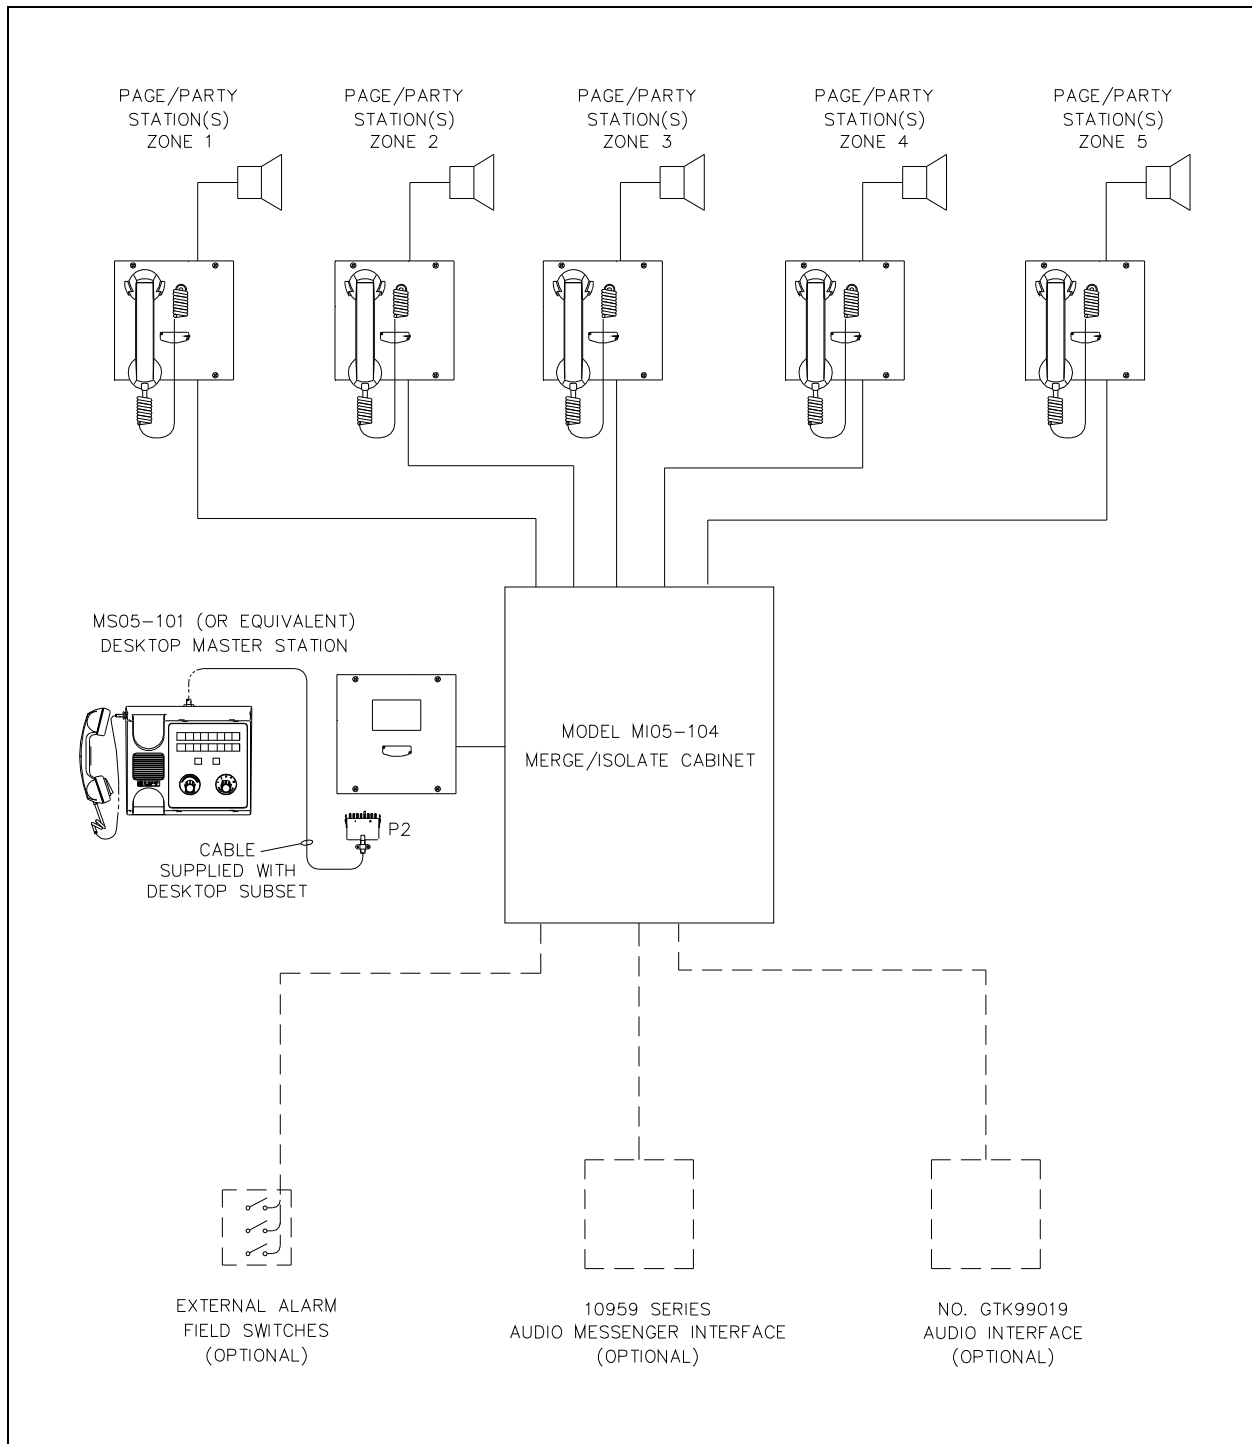 PAGE/PARTY
STATION(S)
ZONE 1
PAGE/PARTY
STATION(S)
ZONE 2
PAGE/PARTY
STATION(S)
ZONE 3
PAGE/PARTY
STATION(S)
ZONE 4
PAGE/PARTY
STATION(S)
ZONE 5
MS05-101 (OR EQUIVALENT)
DESKTOP MASTER STATION
MODEL MI05-104
MERGE/ISOLATE CABINET
P2
CABLE
SUPPLIED WITH
DESKTOP SUBSET
EXTERNAL ALARM
FIELD SWITCHES
(OPTIONAL)
10959 SERIES
AUDIO MESSENGER INTERFACE
(OPTIONAL)
NO. GTK99019
AUDIO INTERFACE
(OPTIONAL)